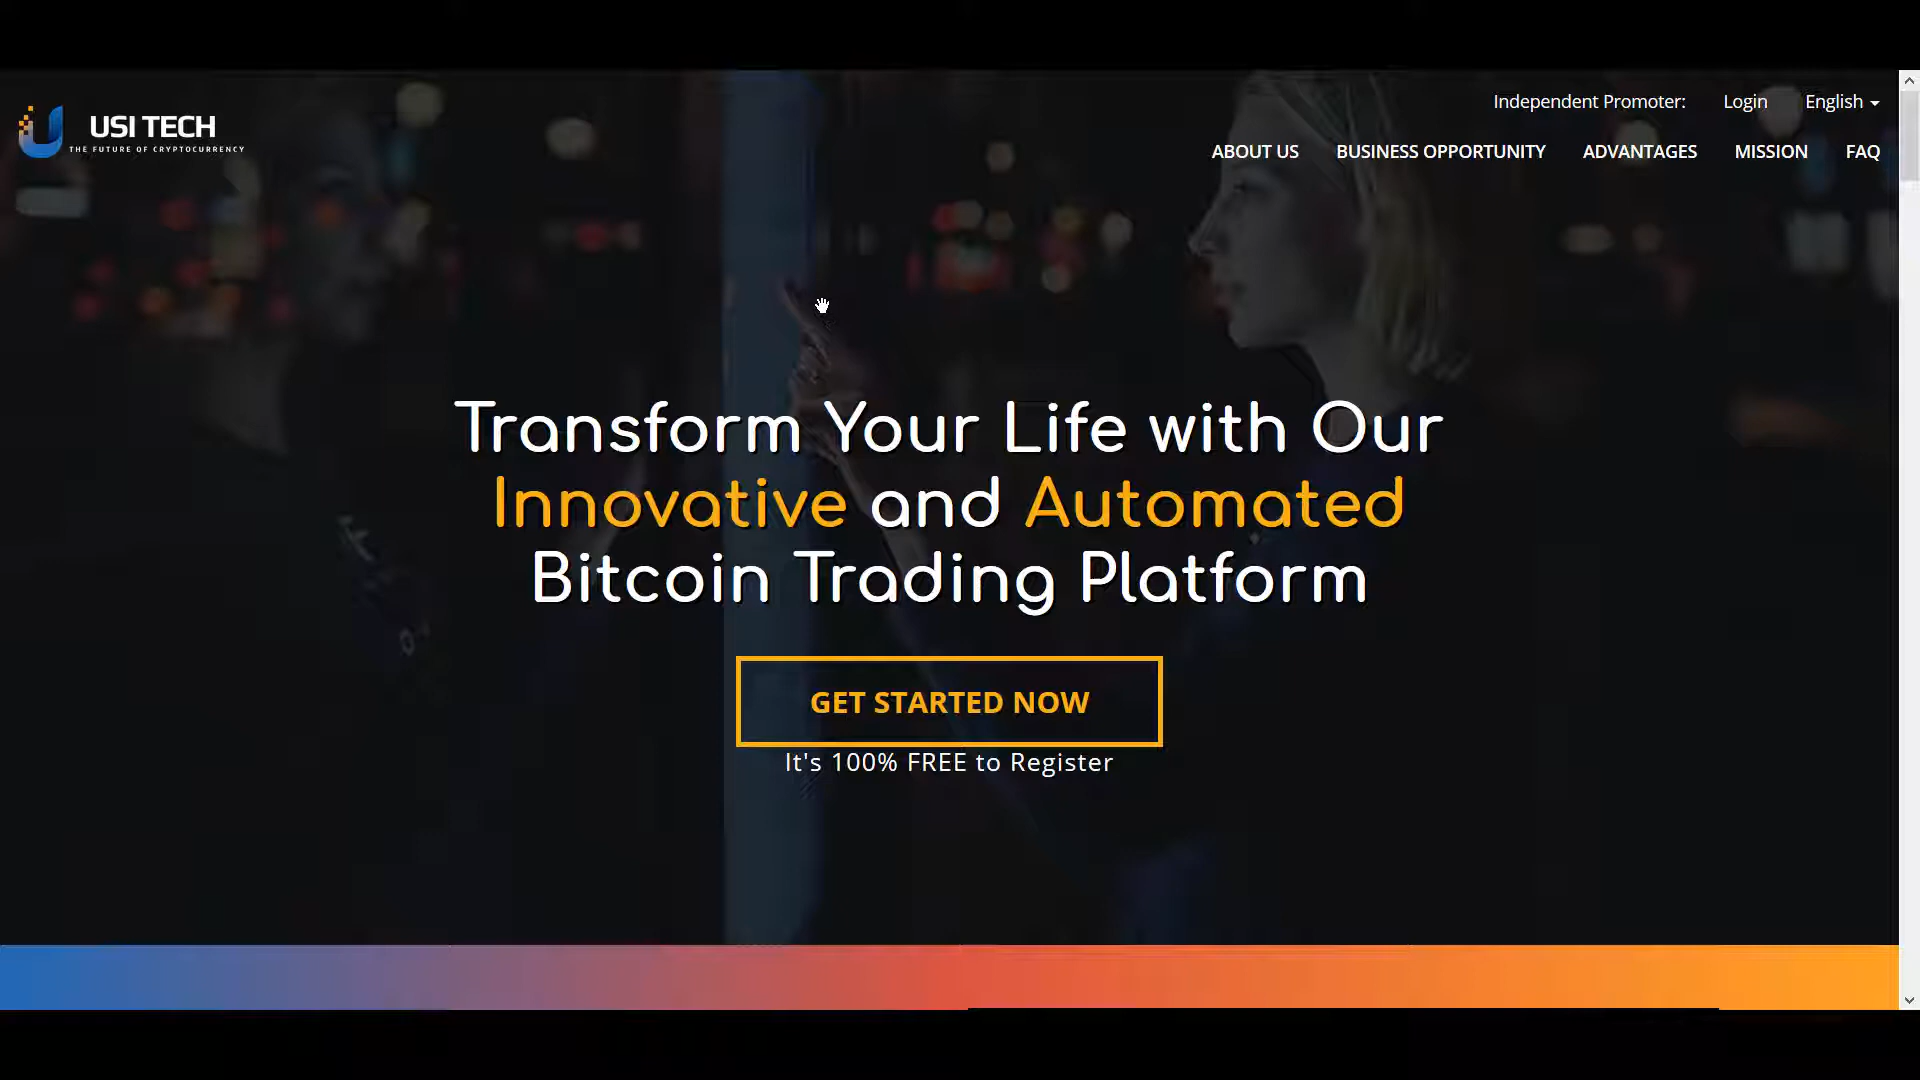 Independent Promoter: Login English
USI TECH
THE FUTURE OF CRYPTOCURRENCY
ABOUT US BUSINESS OPPORTUNITY ADVANTAGES MISSION FAQ
Transform Your Life with Our
Innovative and Automated
Bitcoin Trading Platform
GET STARTED NOW
It's 100% FREE to Register